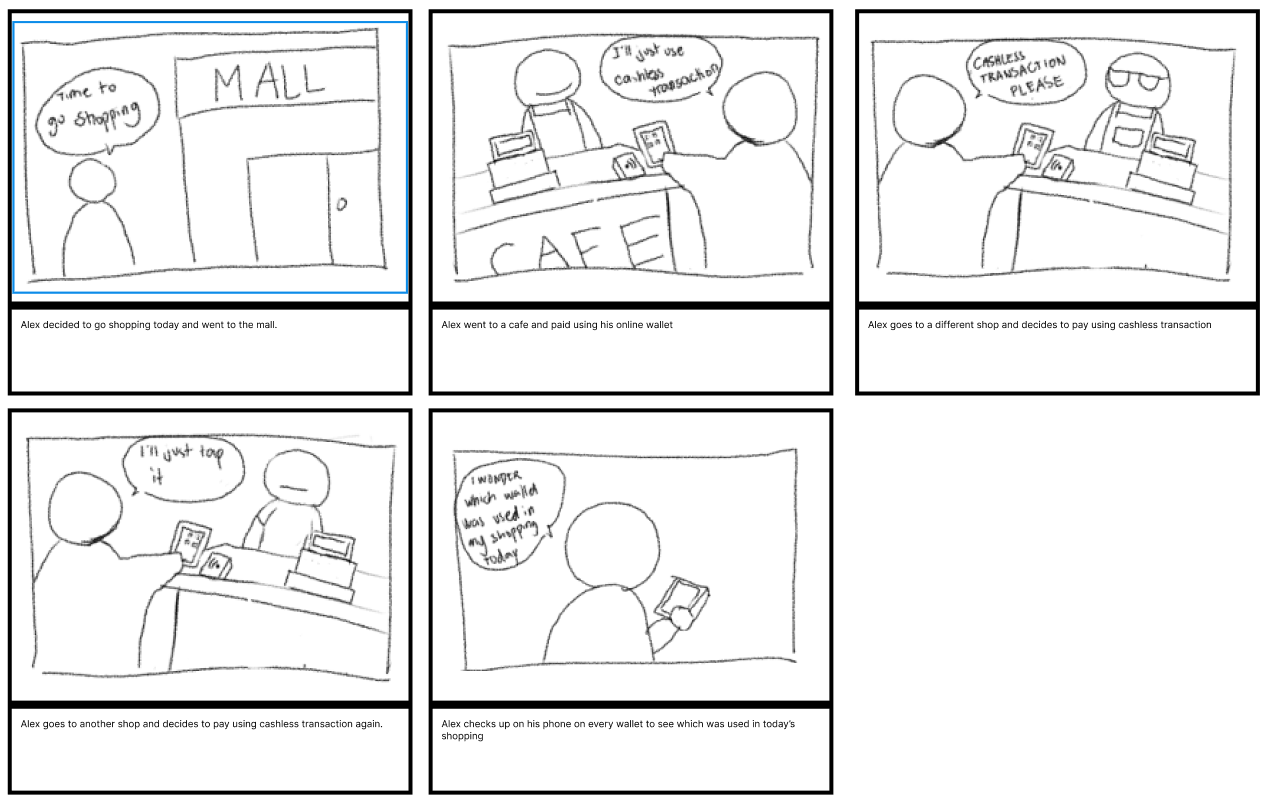 Time to
go shopping
MALL
Alex decided to go shopping today and went to the mall.
I'll just use
cashless
transaction
CAFE
Alex went to a cafe and paid using his online wallet
CASHLESS
TRANSACTION
PLEASE
Alex goes to a different shop and decides to pay using cashless transaction
I'll just tap
it
Alex goes to another shop and decides to pay using cashless transaction again.
I WONDER
which
was used in
my shopping
today
Alex checks up on his phone on every wallet to see which was used in today's
shopping